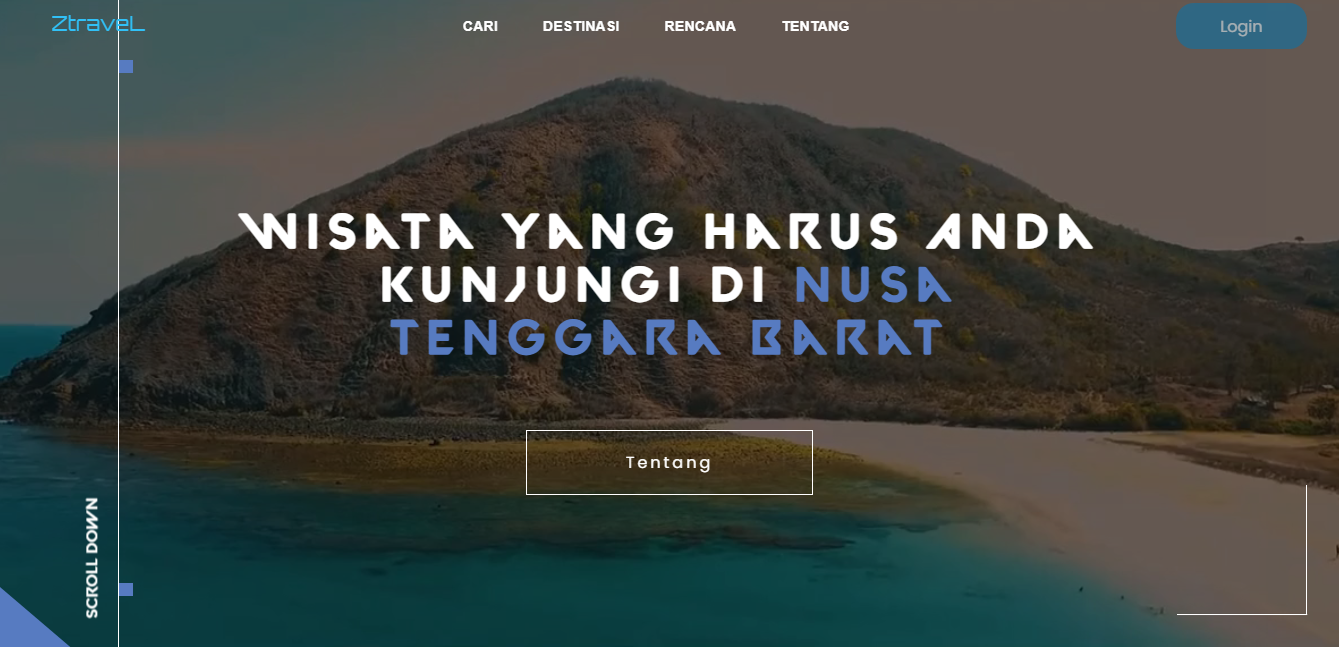 ZtraveL
CARI
DESTINASI
RENCANA
TENTANG
Login
WISATA YANG HARUS ANDA
KUNJUNGI DI NUSA
TENGGARA BARAT
Tentang
SCROLL DOWN